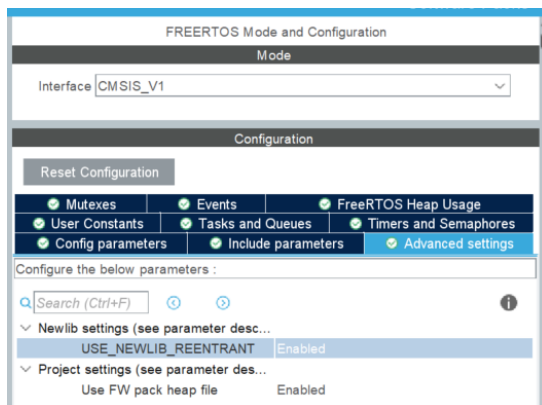 FREERTOS Mode and Configuration
Mode
Interface CMSIS_V1
Configuration
Reset Configuration
Mutexes Events FreeRTOS Heap Usage
User Constants Tasks and Queues Timers and Semaphores
Config parameters Include parameters Advanced settings
Configure the below parameters :
Search (Ctrl+F)
Newlib settings (see parameter desc...
USE_NEWLIB_REENTRANT Enabled
Project settings (see parameter des...
Use FW pack heap file Enabled